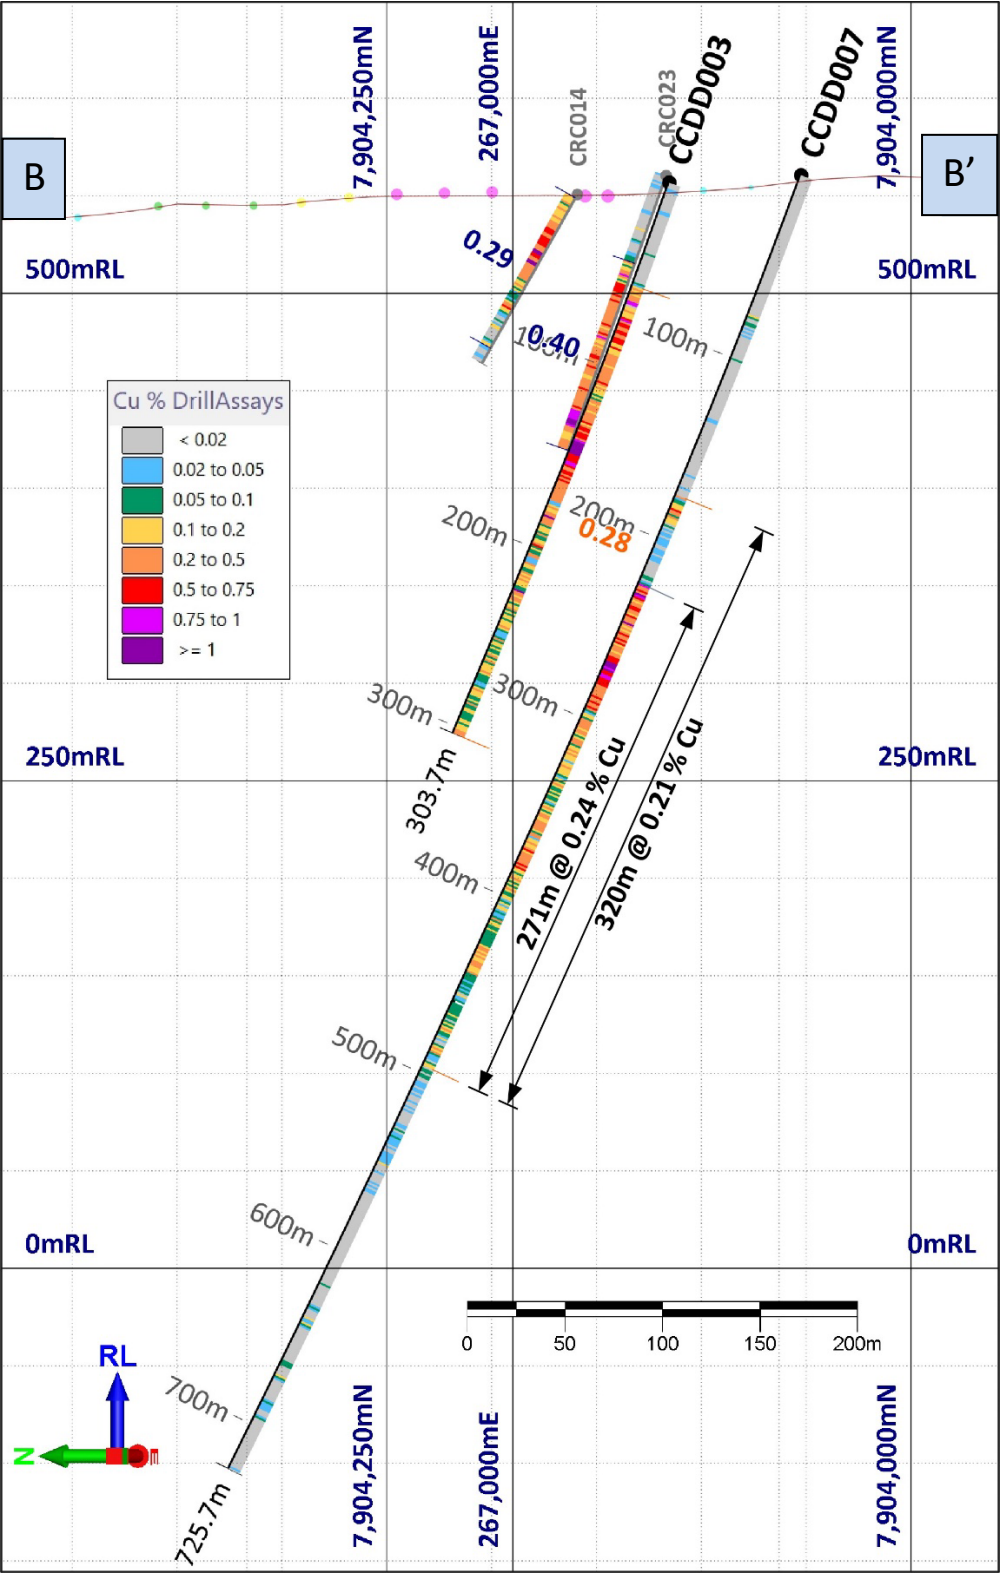 7,904,250mN
267,000mE
CRC014
CRC023
CCDD003
CCDD007
7,904,000mN
B
B’
0.29
500mRL
500mRL
100m
0.40
100m
Cu % DrillAssays
< 0.02
0.02 to 0.05
0.05 to 0.1
0.1 to 0.2
0.2 to 0.5
0.5 to 0.75
0.75 to 1
>= 1
200m
200m
0.28
300m
300m
303.7m
250mRL
250mRL
271m @ 0.24 % Cu
320m @ 0.21 % Cu
400m
500m
600m
0mRL
0mRL
0 50 100 150 200m
RL
N
E
700m
725.7m
7,904,250mN
267,000mE
7,904,000mN